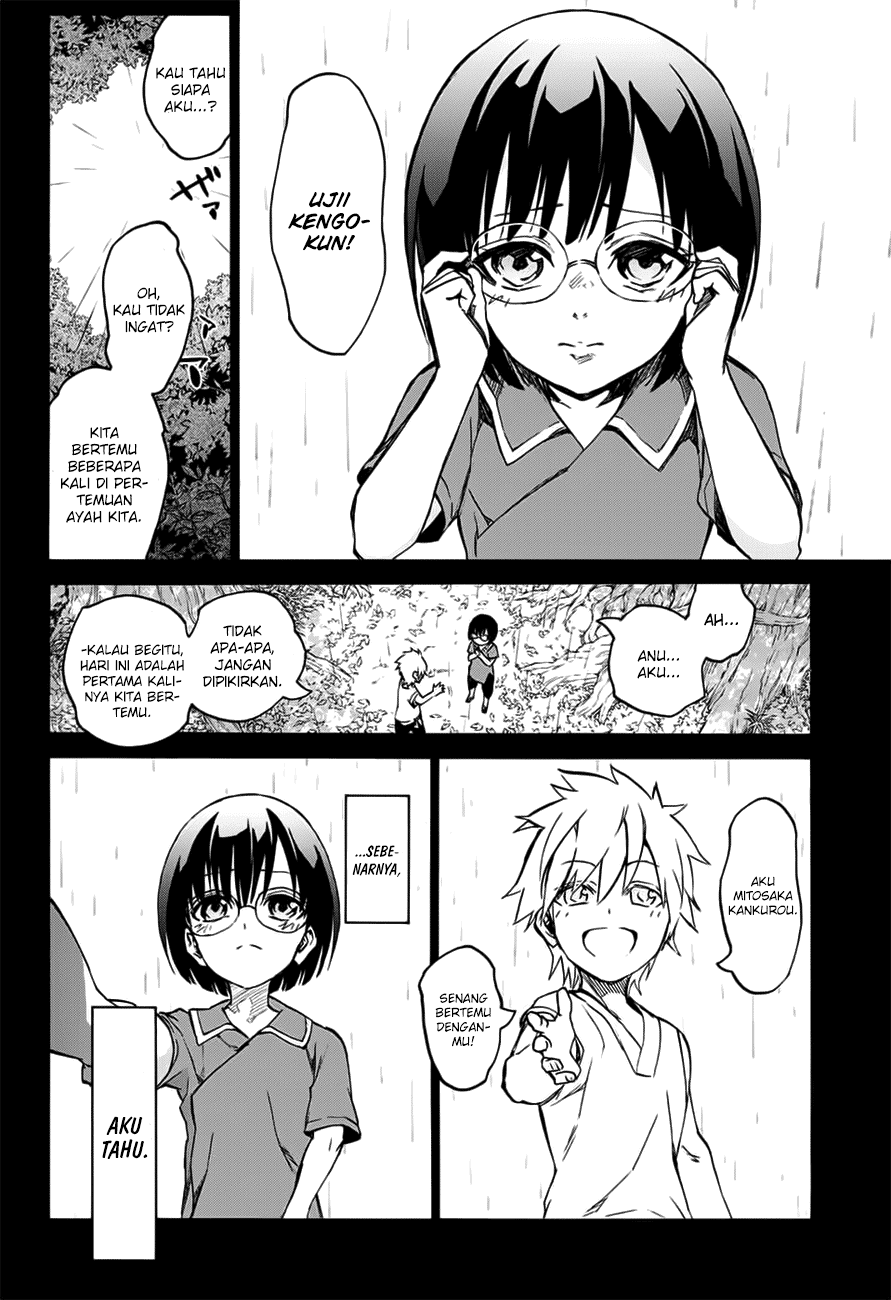 UJII
KENGO-
KUN!
KAU TAHU
SIAPA
AKU...?
OH,
KAU TIDAK
INGAT?
KITA
BERTEMU
BEBERAPA
KALI DI PER-
TEMUAN
AYAH KITA.
AH...
ANU...
AKU...
TIDAK
APA-APA,
JANGAN
DIPIKIRKAN.
-KALAU BEGITU,
HARI INI ADALAH
PERTAMA KALI-
NYA KITA BER-
TEMU.
AKU
MITOSAKA
KANKUROU.
SENANG
BERTEMU
DENGAN-
MU!
...SEBE-
NARNYA,
AKU
TAHU.